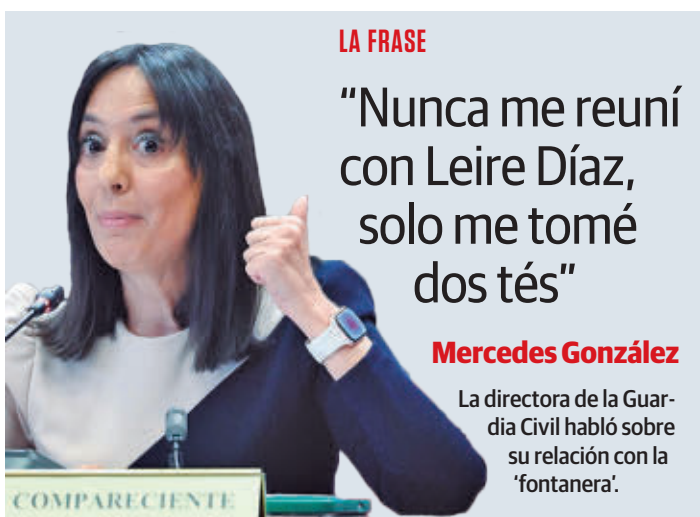 LA FRASE
“Nunca me reuní
con Leire Díaz,
solo me tomé
dos tés”
Mercedes González
La directora de la Guar-
dia Civil habló sobre
su relación con la
‘fontanera’.
COMPARECIENTE